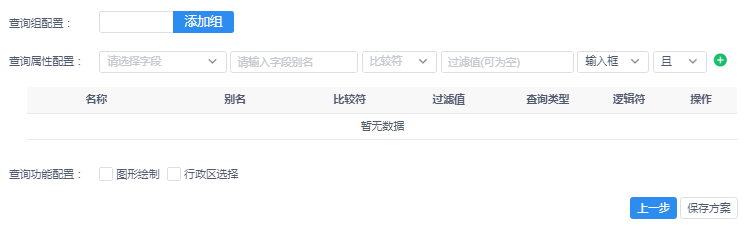 查询组配置： 添加组
查询属性配置： 请选择字段 请输入字段别名 比较符 过滤值(可为空) 输入框 且
名称 别名 比较符 过滤值 查询类型 逻辑符 操作
暂无数据
查询功能配置： 图形绘制 行政区选择
上一步 保存方案